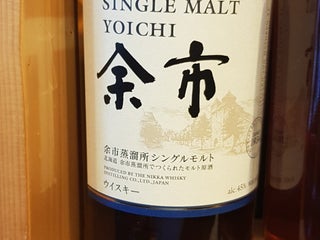 SINGLE MALT
YOICHI
余市
余市蒸溜所シングルモルト
北海道 余市蒸溜所でつくられたモルト原酒
PRODUCED BY THE NIKKA WHISKY
DISTILLING CO.,LTD.,JAPAN
ウイスキー
alc 45%